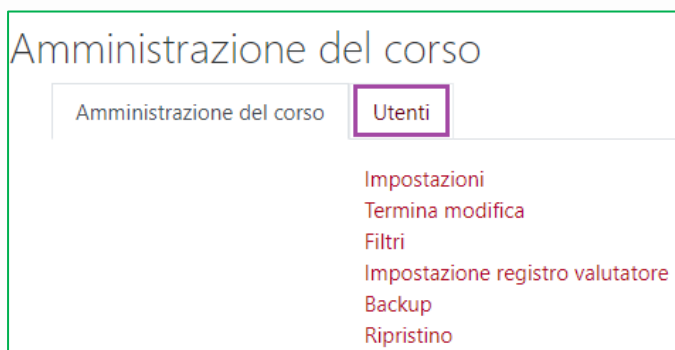 Amministrazione del corso
Amministrazione del corso Utenti
Impostazioni
Termina modifica
Filtri
Impostazione registro valutatore
Backup
Ripristino